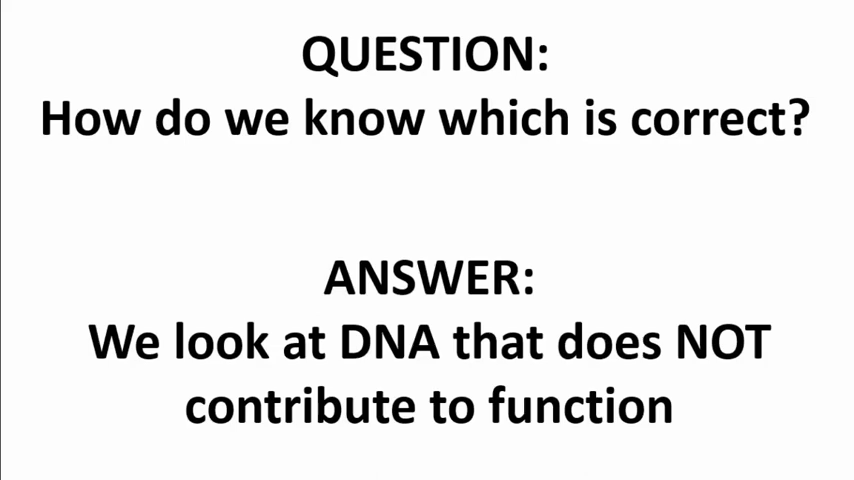 QUESTION:
How do we know which is correct?
ANSWER:
We look at DNA that does NOT
contribute to function